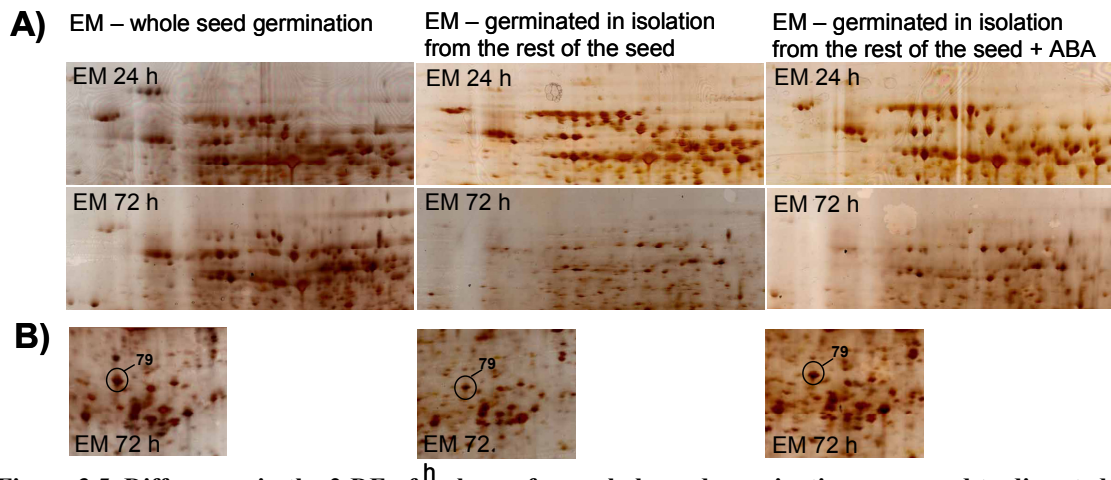 A)
EM – whole seed germination
EM – germinated in isolation
from the rest of the seed
EM – germinated in isolation
from the rest of the seed + ABA
EM 24 h
EM 24 h
EM 24 h
EM 72 h
EM 72 h
EM 72 h
B)
79
79
79
EM 72 h
EM 72.
h
EM 72 h